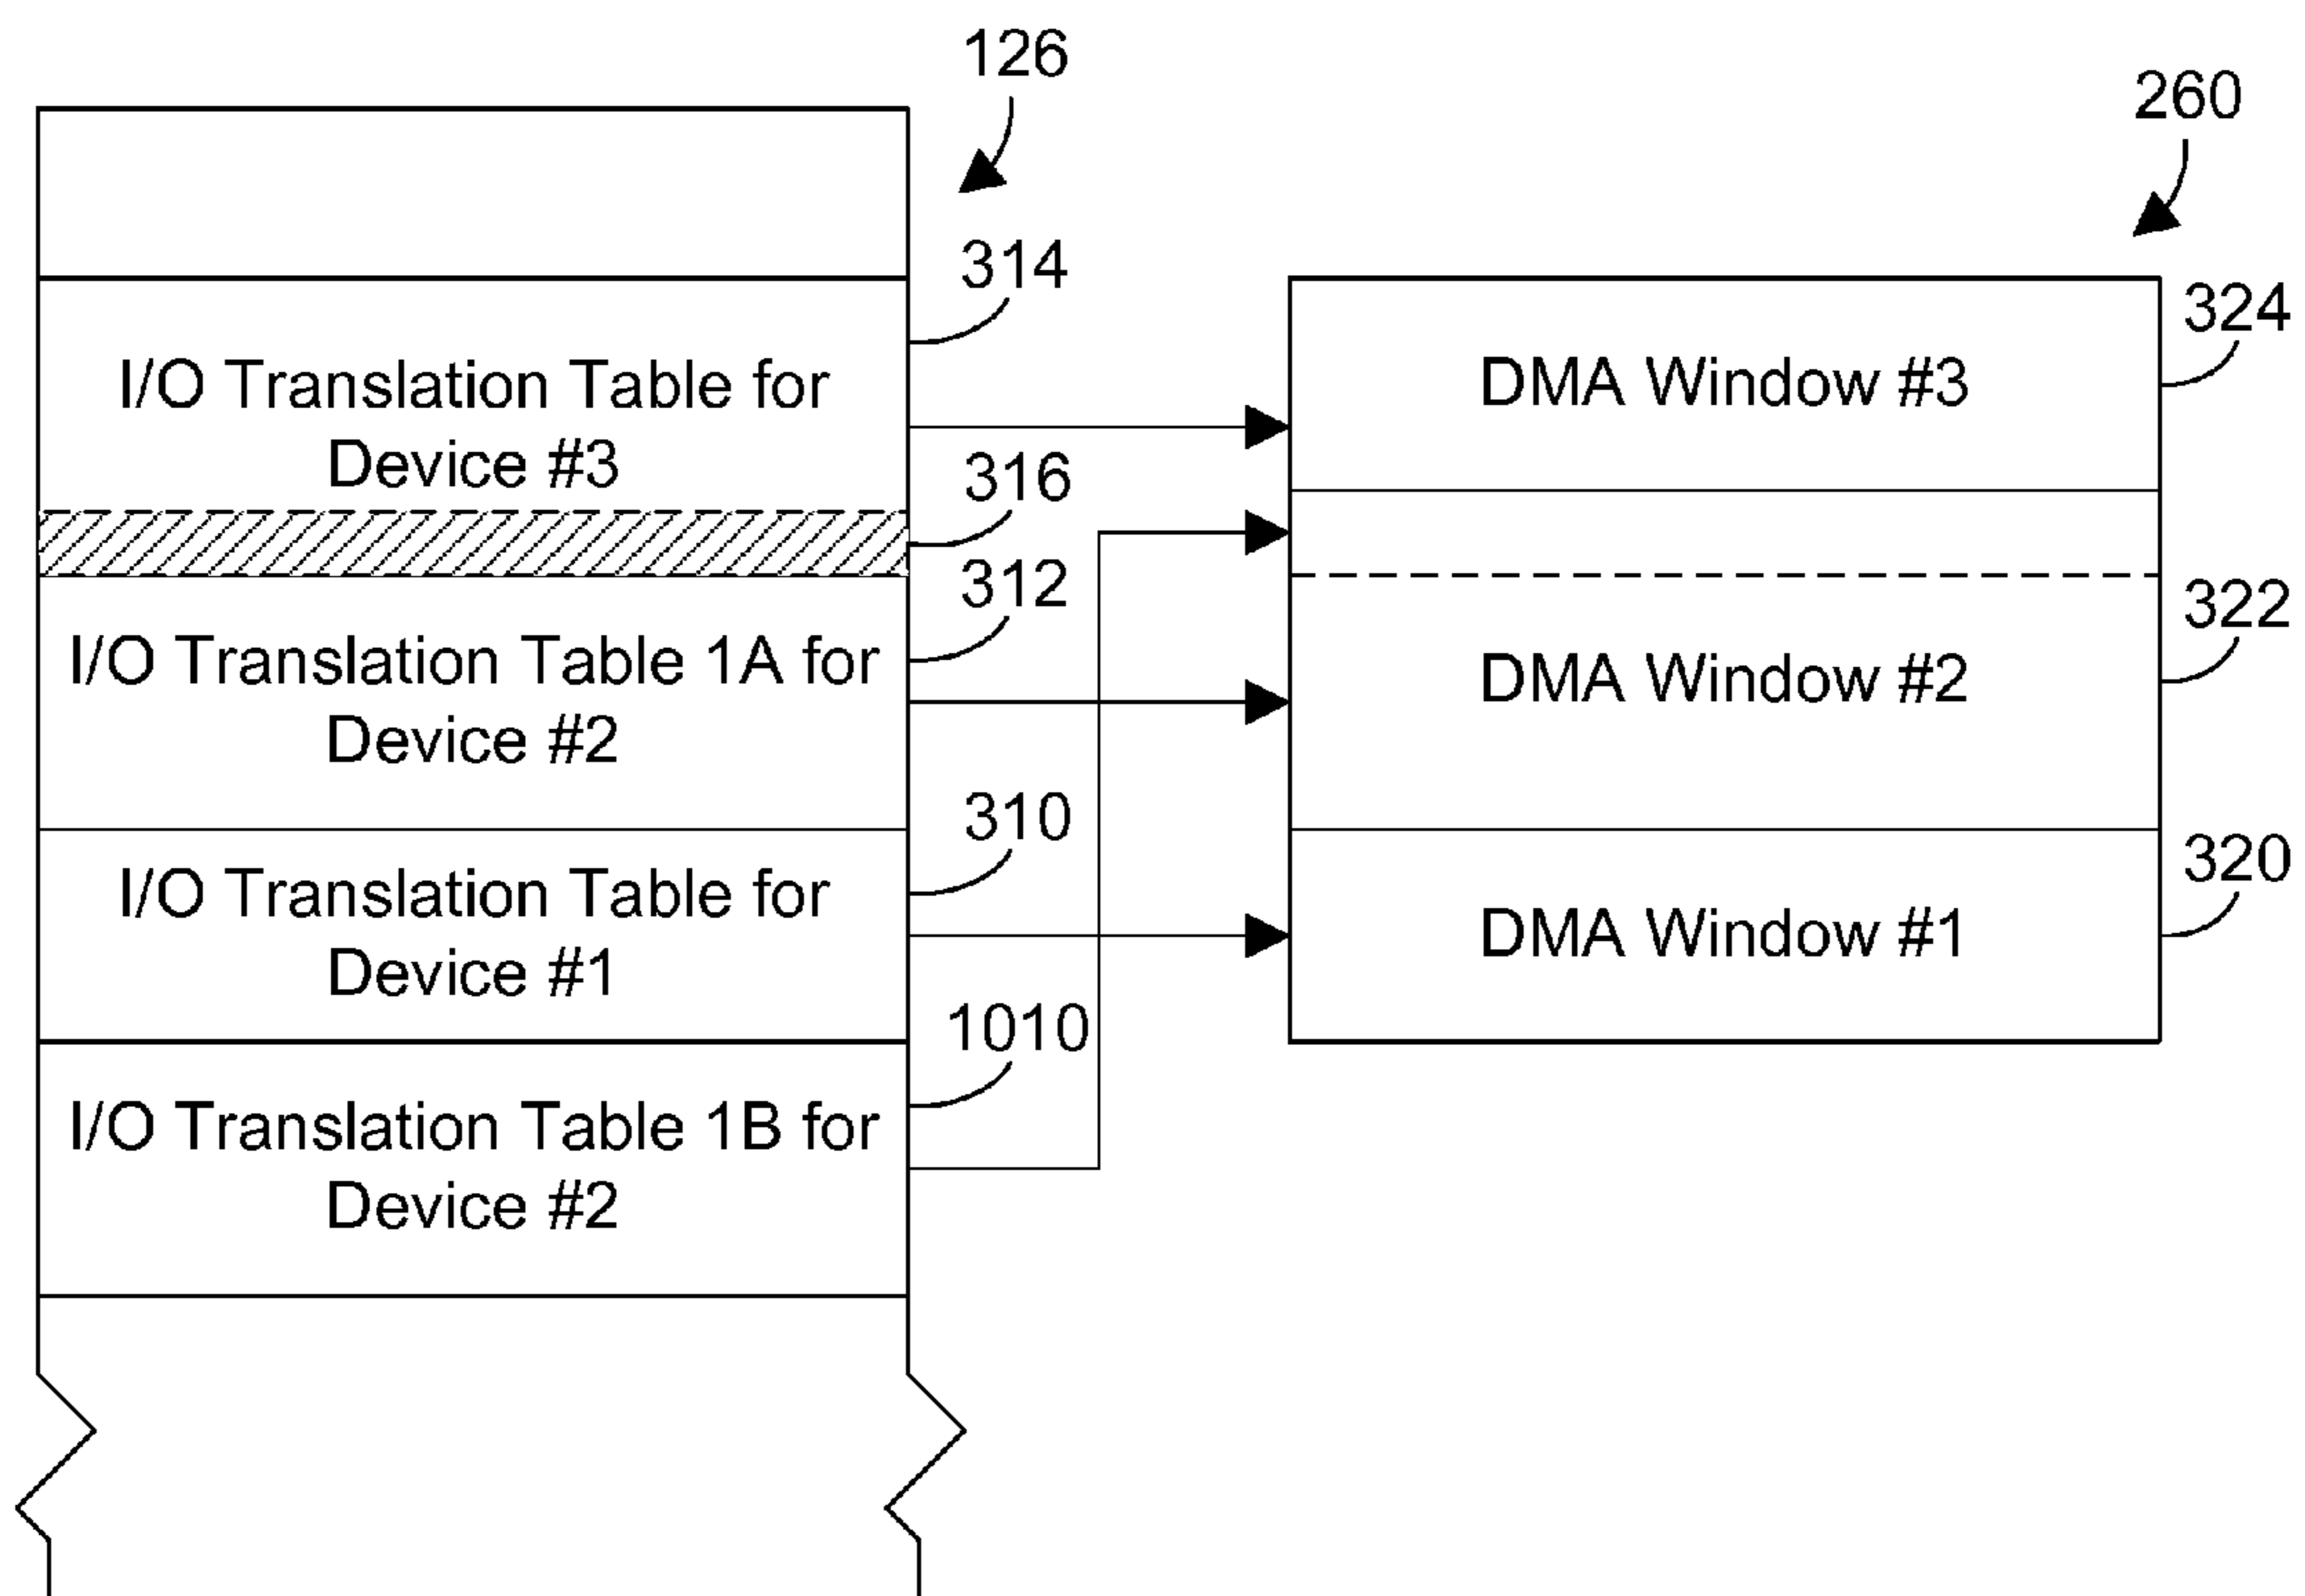 126
260
314
324
I/O Translation Table for
Device #3
DMA Window #3
316
312
322
I/O Translation Table 1A for
Device #2
DMA Window #2
310
320
I/O Translation Table for
Device #1
DMA Window #1
1010
I/O Translation Table 1B for
Device #2